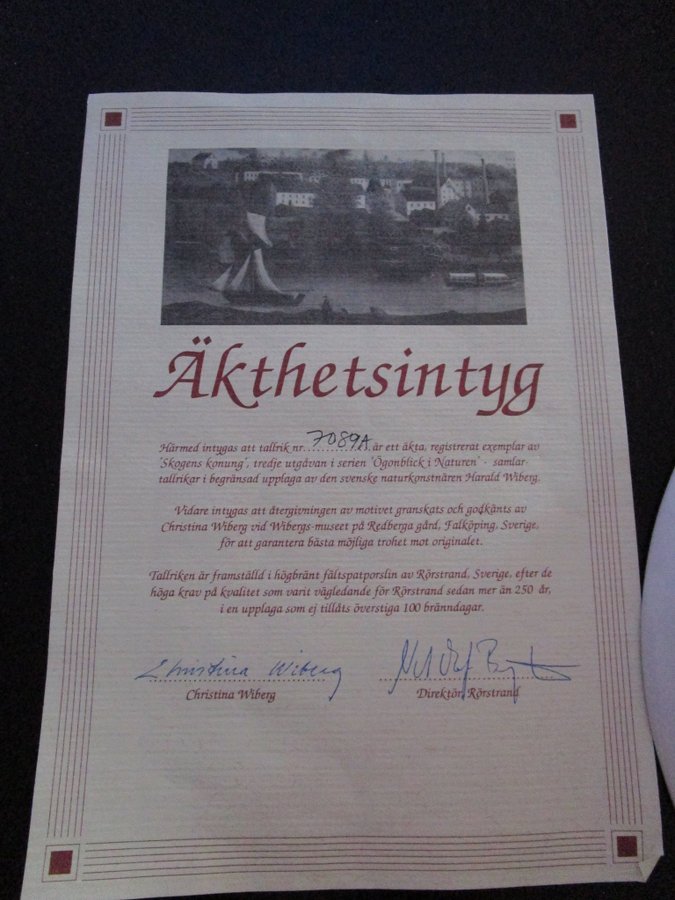 Äkthetsintyg
Härmed intygas att tallrik nr. 7089A är ett äkta, registrerat exemplar av
'Skogens konung', tredje utgåvan i serien 'Ögonblick i Naturen' - samlar-
tallrikar i begränsad upplaga av den svenske naturkonstnären Harald Wiberg.
Vidare intygas att återgivningen av motivet granskats och godkänts av
Christina Wiberg vid Wibergs-museet på Redberga gård, Falköping, Sverige,
för att garantera bästa möjliga trohet mot originalet.
Tallriken är framställd i högbränt fältspatporslin av Rörstrand, Sverige, efter de
höga krav på kvalitet som varit vägledande för Rörstrand sedan mer än 250 år,
i en upplaga som ej tillåts överstiga 100 bränndagar.
Christina Wiberg
Christina Wiberg Direktör, Rörstrand